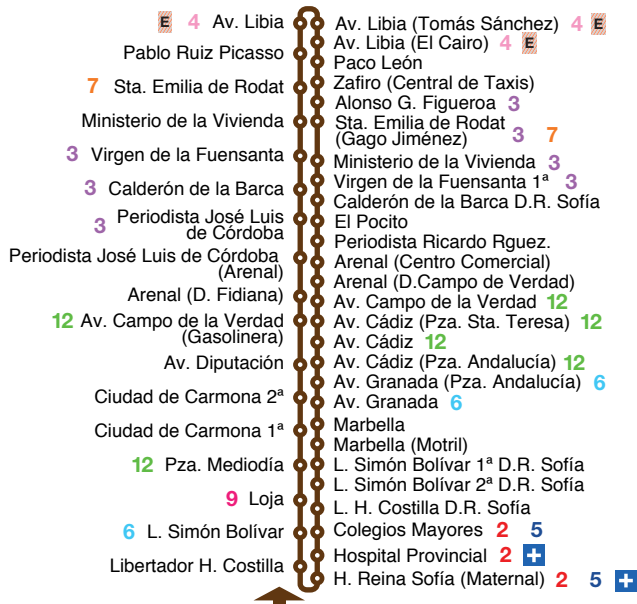 E 4 Av. Libia
Pablo Ruiz Picasso
7 Sta. Emilia de Rodat
Ministerio de la Vivienda
3 Virgen de la Fuensanta
3 Calderón de la Barca
3 Periodista José Luis
de Córdoba
Periodista José Luis de Córdoba
(Arenal)
Arenal (D. Fidiana)
12 Av. Campo de la Verdad
(Gasolinera)
Av. Diputación
Ciudad de Carmona 2ª
Ciudad de Carmona 1ª
12 Pza. Mediodía
9 Loja
6 L. Simón Bolívar
Libertador H. Costilla
Av. Libia (Tomás Sánchez) 4 E
Av. Libia (El Cairo) 4 E
Paco León
Zafiro (Central de Taxis)
Alonso G. Figueroa 3
Sta. Emilia de Rodat
(Gago Jiménez) 3 7
Ministerio de la Vivienda 3
Virgen de la Fuensanta 1ª 3
Calderón de la Barca D.R. Sofía
El Pocito
Periodista Ricardo Rguez.
Arenal (Centro Comercial)
Arenal (D.Campo de Verdad)
Av. Campo de la Verdad 12
Av. Cádiz (Pza. Sta. Teresa) 12
Av. Cádiz 12
Av. Cádiz (Pza. Andalucía) 12
Av. Granada (Pza. Andalucía) 6
Av. Granada 6
Marbella
Marbella (Motril)
L. Simón Bolívar 1ª D.R. Sofía
L. Simón Bolívar 2ª D.R. Sofía
L. H. Costilla D.R. Sofía
Colegios Mayores 2 5
Hospital Provincial 2
H. Reina Sofía (Maternal) 2 5